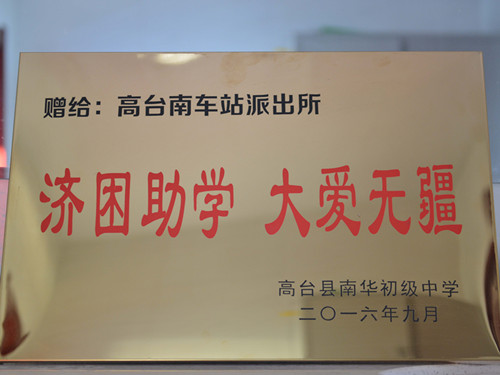 赠给：高台南车站派出所
济困助学 大爱无疆
高台县南华初级中学
二〇一六年九月